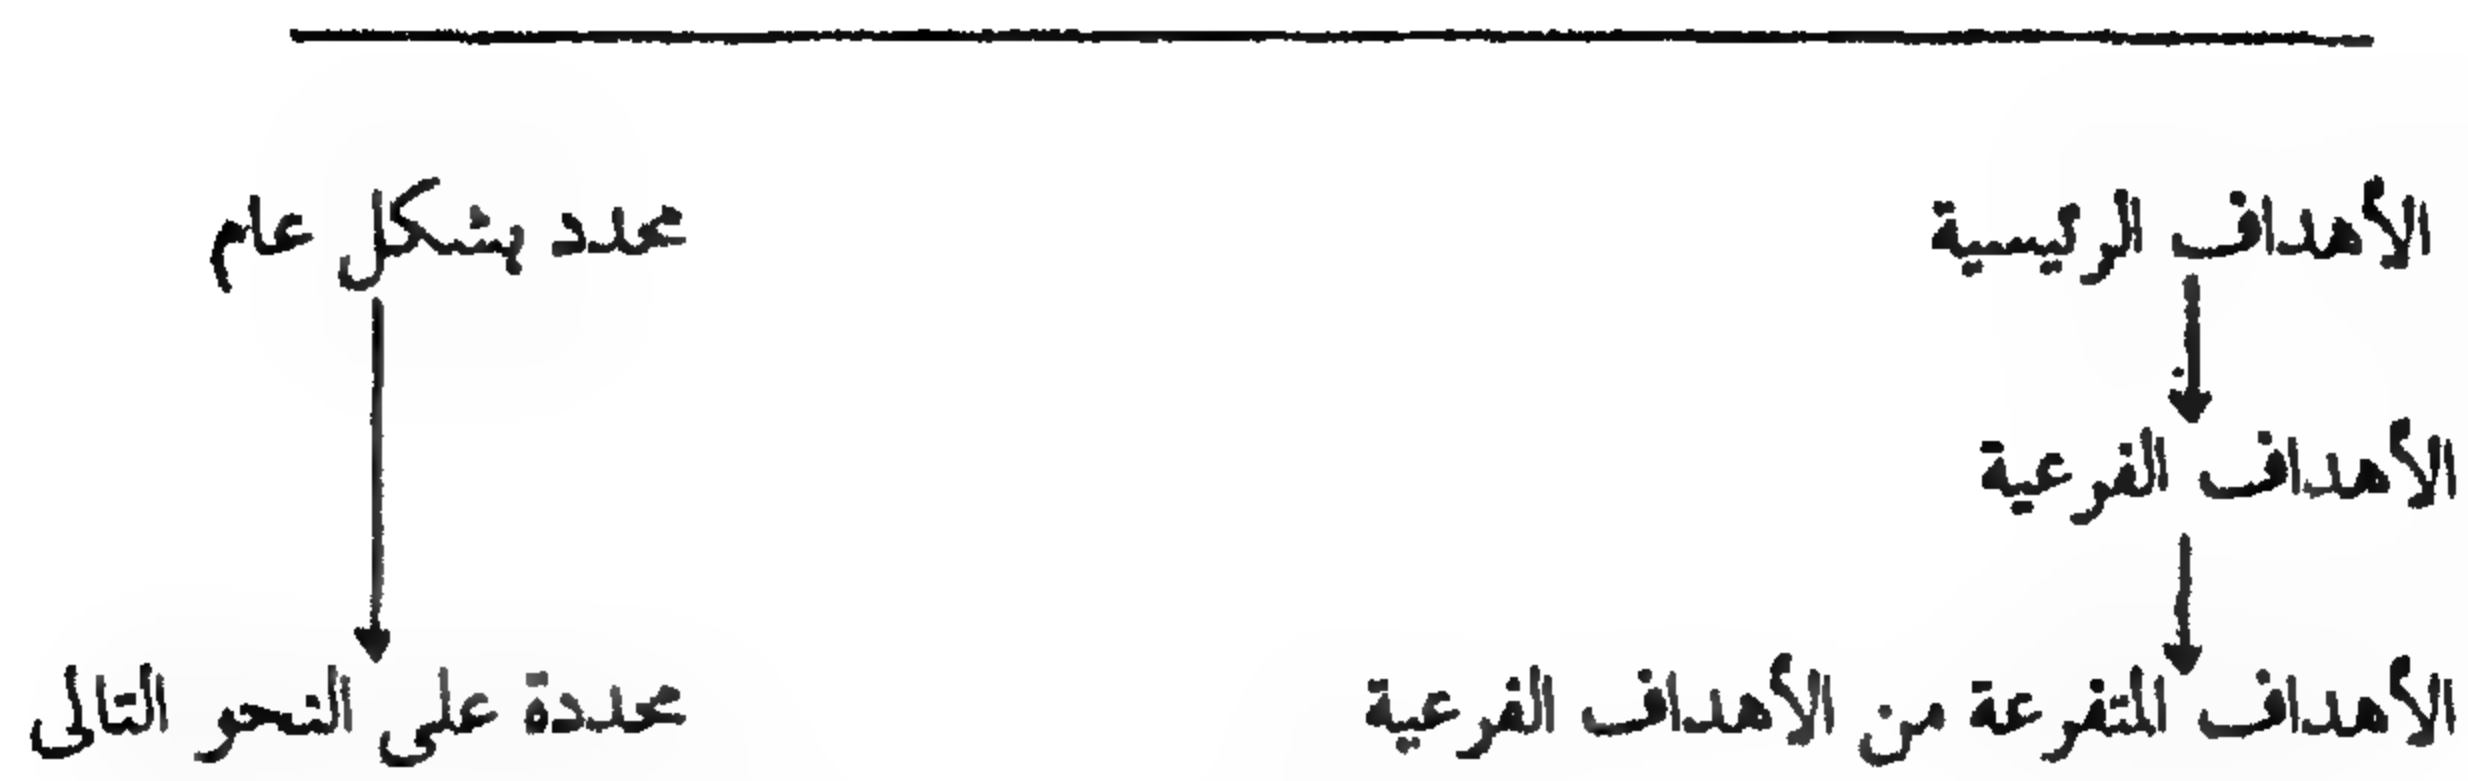 الأهداف الرئيسية محدد بشكل عام
الأهداف الفرعية
الأهداف المتفرعة من الأهداف الفرعية محددة على النحو التالى